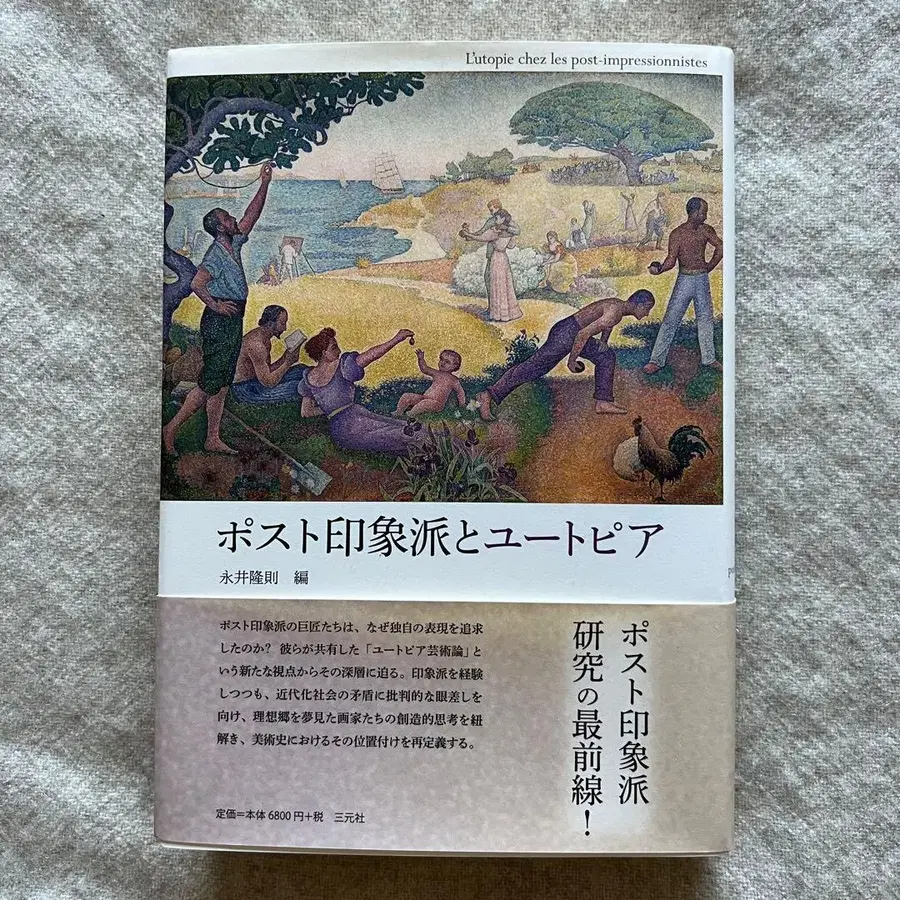 L'utopie chez les post-impressionnistes
ポスト印象派とユートピア
永井隆則 編
ポスト印象派の巨匠たちは、なぜ独自の表現を追求
したのか? 彼らが共有した「ユートピア芸術論」と
いう新たな視点からその深層に迫る。印象派を経験
しつつも、近代化社会の矛盾に批判的な眼差しを
向け、理想郷を夢見た画家たちの創造的思考を紐
解き、美術史におけるその位置付けを再定義する。
ポスト印象派
研究の最前線!
定価=本体6800円+税 三元社